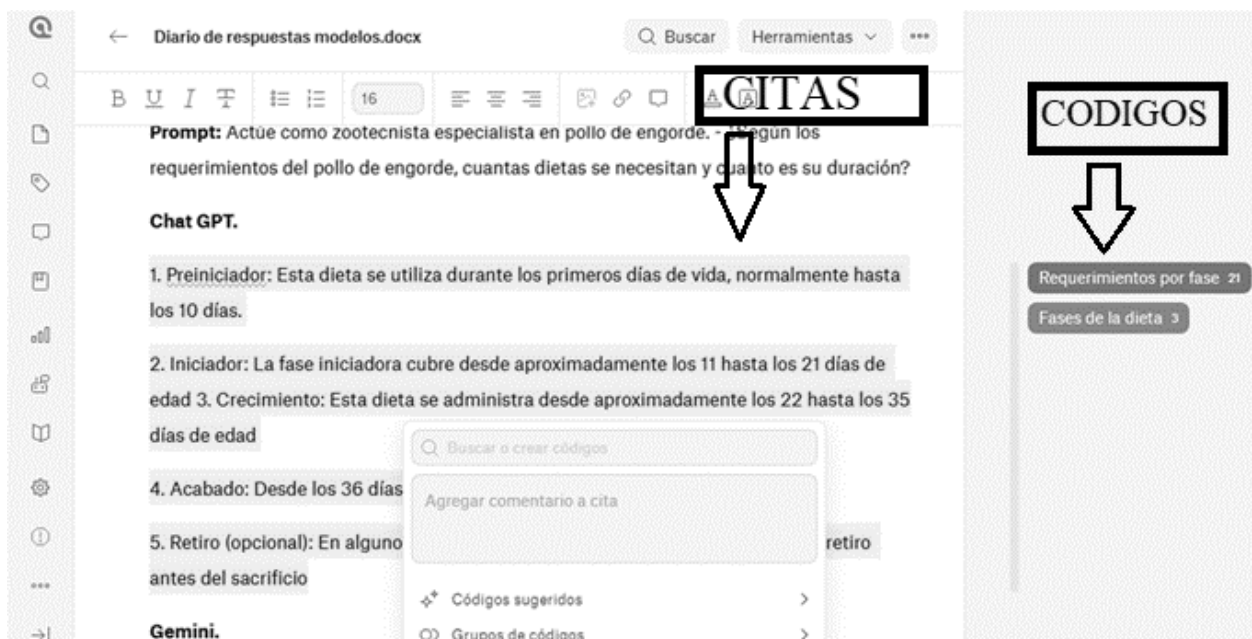 Diario de respuestas modelos.docx
Buscar
Herramientas
B U I T
16
CITAS
CODIGOS
Prompt: Actúe como zootecnista especialista en pollo de engorde. - ¿Según los
requerimientos del pollo de engorde, cuantas dietas se necesitan y cuanto es su duración?
Chat GPT.
1. Preiniciador: Esta dieta se utiliza durante los primeros días de vida, normalmente hasta
los 10 días.
Requerimientos por fase 21
Fases de la dieta 3
2. Iniciador: La fase iniciadora cubre desde aproximadamente los 11 hasta los 21 días de
edad 3. Crecimiento: Esta dieta se administra desde aproximadamente los 22 hasta los 35
días de edad
Buscar o crear códigos
4. Acabado: Desde los 36 días
Agregar comentario a cita
5. Retiro (opcional): En alguno
retiro
antes del sacrificio
Códigos sugeridos
Gemini.
Grupos de códigos